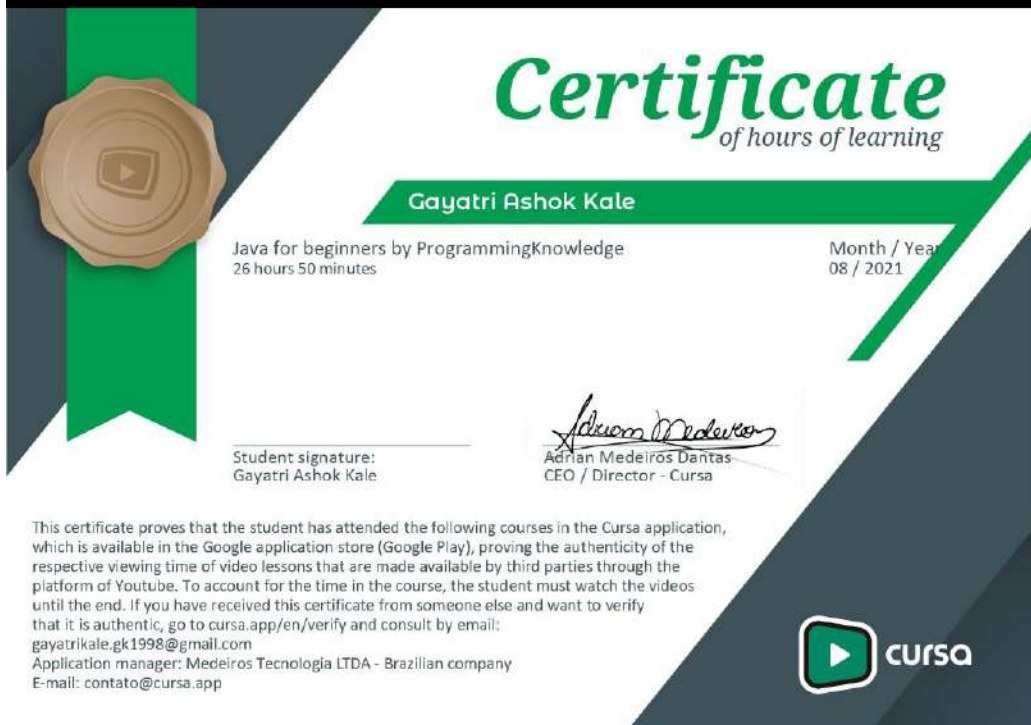 Certificate
of hours of learning
Gayatri Ashok Kale
Java for beginners by ProgrammingKnowledge
26 hours 50 minutes
Month / Year
08 / 2021
Adriam Medeiros
Student signature:
Gayatri Ashok Kale
Adrian Medeiros Dantas
CEO / Director - Cursa
This certificate proves that the student has attended the following courses in the Cursa application,
which is available in the Google application store (Google Play), proving the authenticity of the
respective viewing time of video lessons that are made available by third parties through the
platform of Youtube. To account for the time in the course, the student must watch the videos
until the end. If you have received this certificate from someone else and want to verify
that it is authentic, go to cursa.app/en/verify and consult by email:
gayatrikale.gk1998@gmail.com
Application manager: Medeiros Tecnologia LTDA - Brazilian company
E-mail: contato@cursa.app
cursa